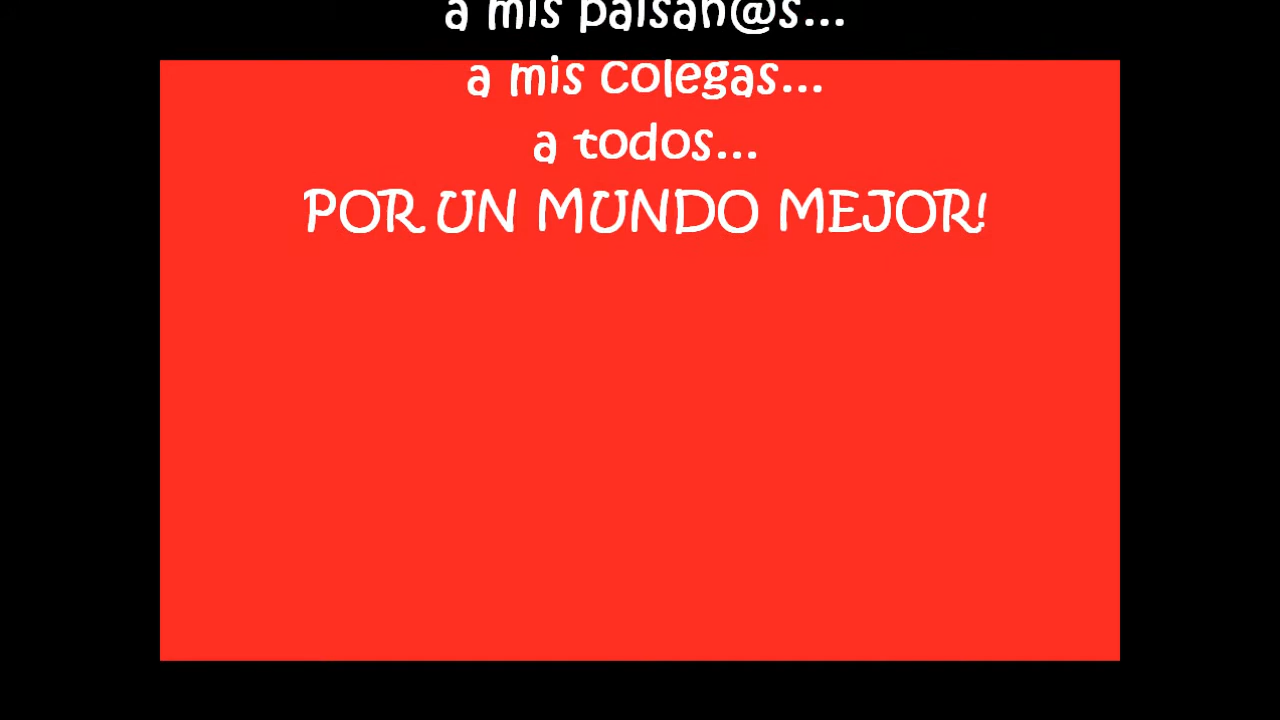 a mis paisan@s...
a mis colegas...
a todos...
POR UN MUNDO MEJOR!